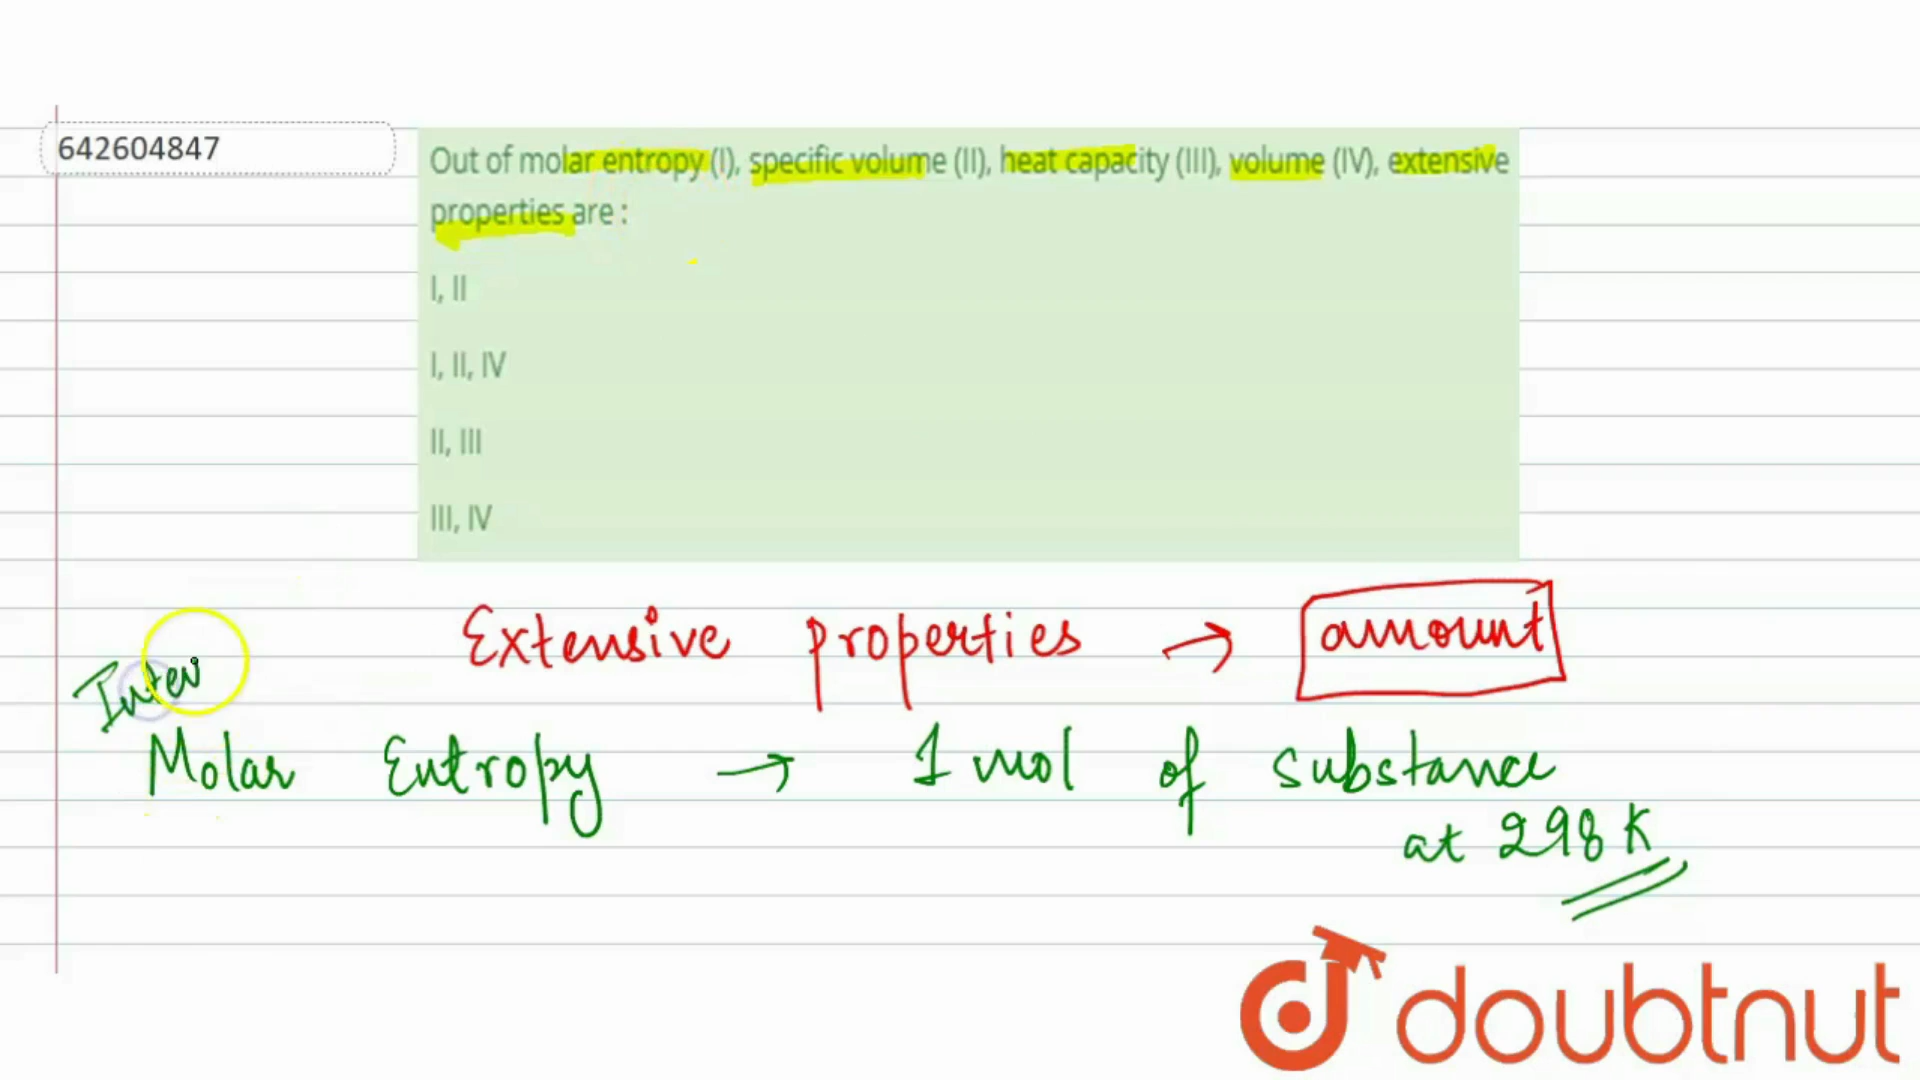 642604847
Out of molar entropy (I), specific volume (II), heat capacity (III), volume (IV), extensive
properties are :
I, II
I, II, IV
II, III
III, IV
Extensive properties → amount
Inten
Molar Entropy → 1 mol of substance
at 298 K
doubtnut